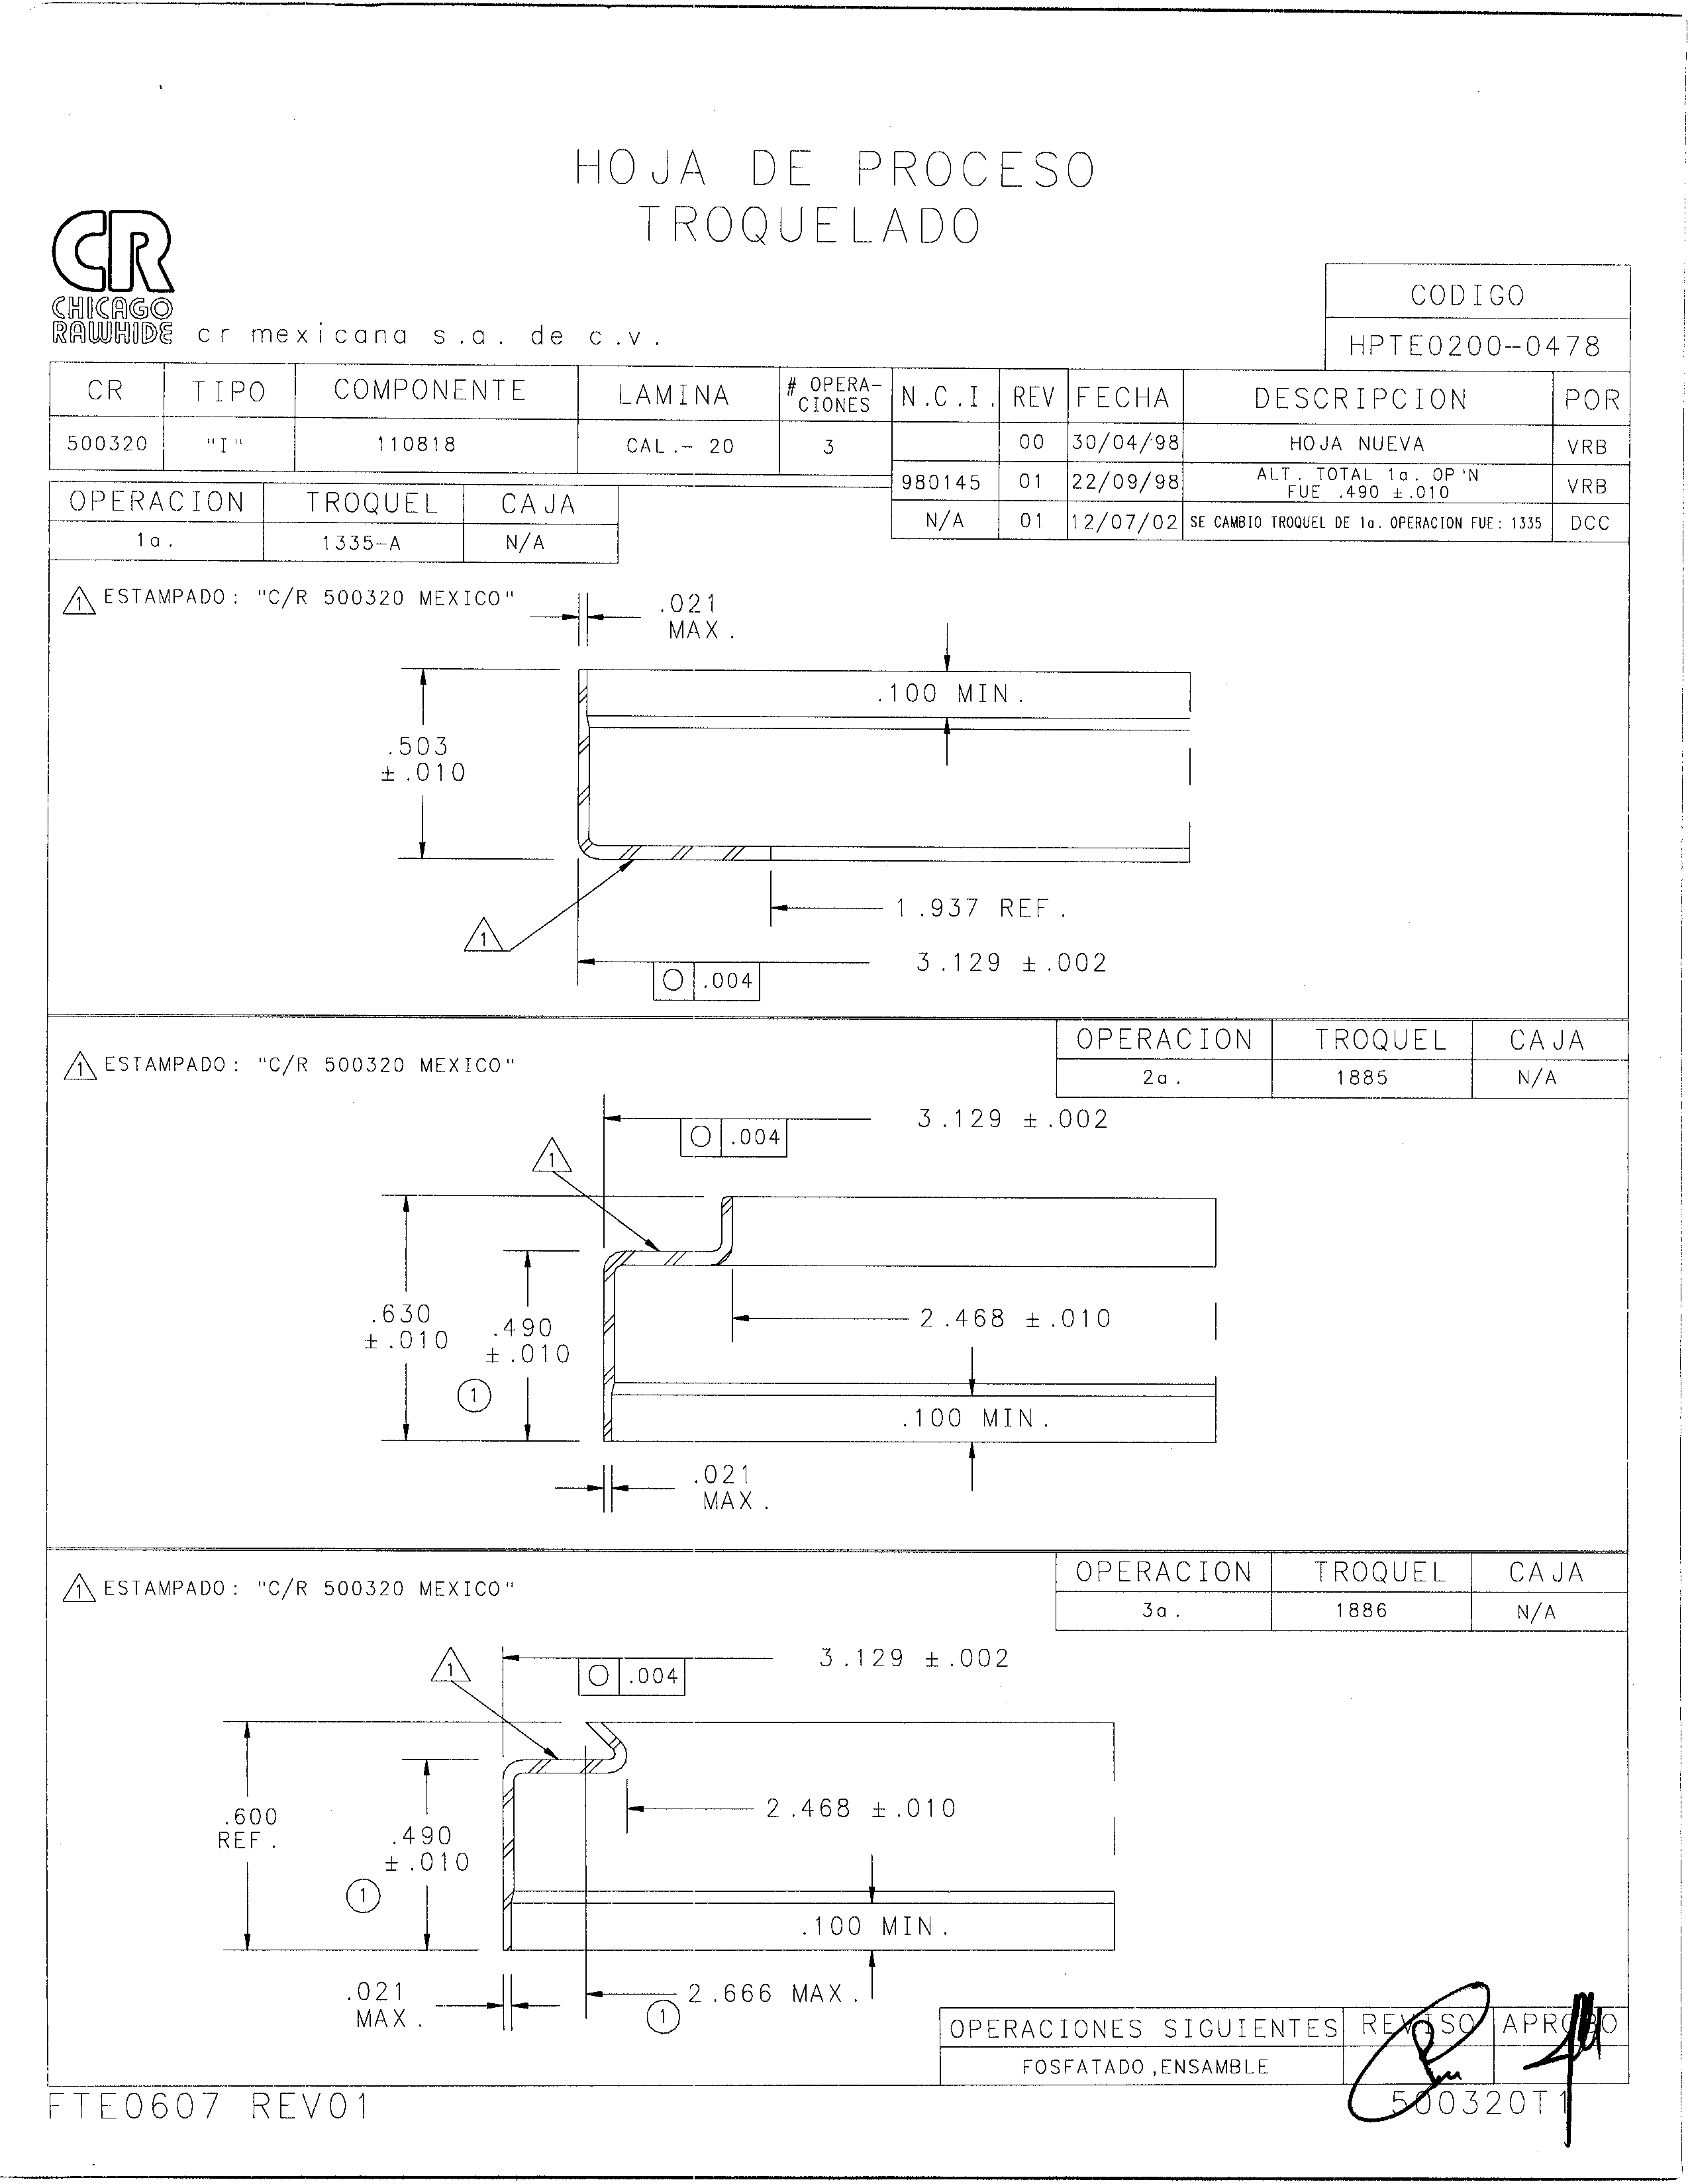 HOJA DE PROCESO
TROQUELADO
CR
CHICAGO
RAWHIDE cr mexicana s.a. de c.v.
CODIGO
HPTE0200-0478
CR TIPO COMPONENTE LAMINA # OPERA-CIONES N.C.I. REV FECHA DESCRIPCION POR
500320 "I" 110818 CAL.- 20 3 00 30/04/98 HOJA NUEVA VRB
980145 01 22/09/98 ALT. TOTAL 1a. OP'N FUE .490 ±.010 VRB
N/A 01 12/07/02 SE CAMBIO TROQUEL DE 1a. OPERACION FUE: 1335 DCC
OPERACION TROQUEL CAJA
1a. 1335-A N/A
1 ESTAMPADO: "C/R 500320 MEXICO"
.021
MAX.
.100 MIN.
.503
±.010
1.937 REF.
1
3.129 ±.002
○ .004
OPERACION TROQUEL CAJA
2a. 1885 N/A
1 ESTAMPADO: "C/R 500320 MEXICO"
3.129 ±.002
○ .004
1
.630
±.010
.490
±.010
2.468 ±.010
1
.100 MIN.
.021
MAX.
OPERACION TROQUEL CAJA
3a. 1886 N/A
1 ESTAMPADO: "C/R 500320 MEXICO"
3.129 ±.002
○ .004
1
2.468 ±.010
.600
REF.
.490
±.010
1
.100 MIN.
.021
MAX.
2.666 MAX.
1
OPERACIONES SIGUIENTES REVISO APROBO
FOSFATADO,ENSAMBLE
FTE0607 REV01
500320T1